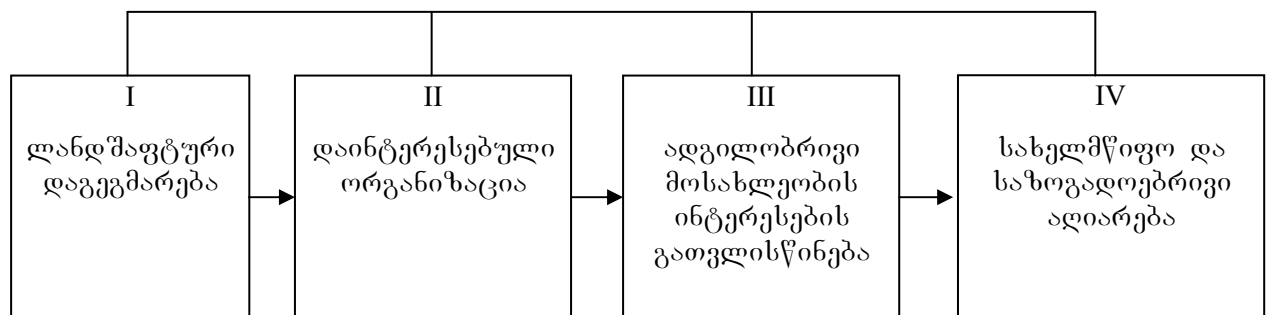 I
ლანდშაფტური
დაგეგმარება
II
დაინტერესებული
ორგანიზაცია
III
ადგილობრივი
მოსახლეობის
ინტერესების
გათვლისწინება
IV
სახელმწიფო და
საზოგადოებრივი
აღიარება